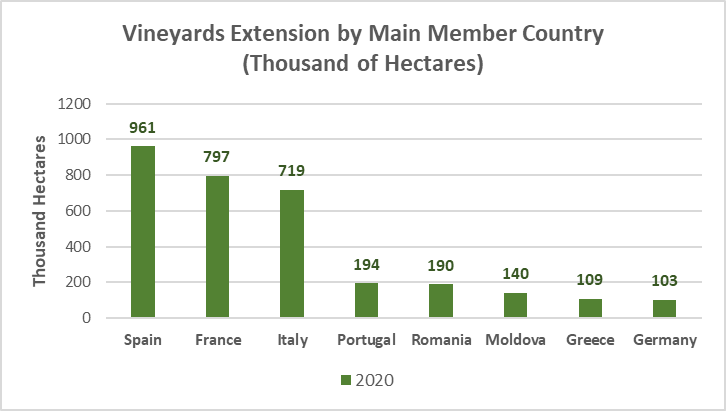 Vineyards Extension by Main Member Country
(Thousand of Hectares)
Thousand Hectares
1200
1000
800
600
400
200
0
961
797
719
194
190
140
109
103
Spain
France
Italy
Portugal
Romania
Moldova
Greece
Germany
2020